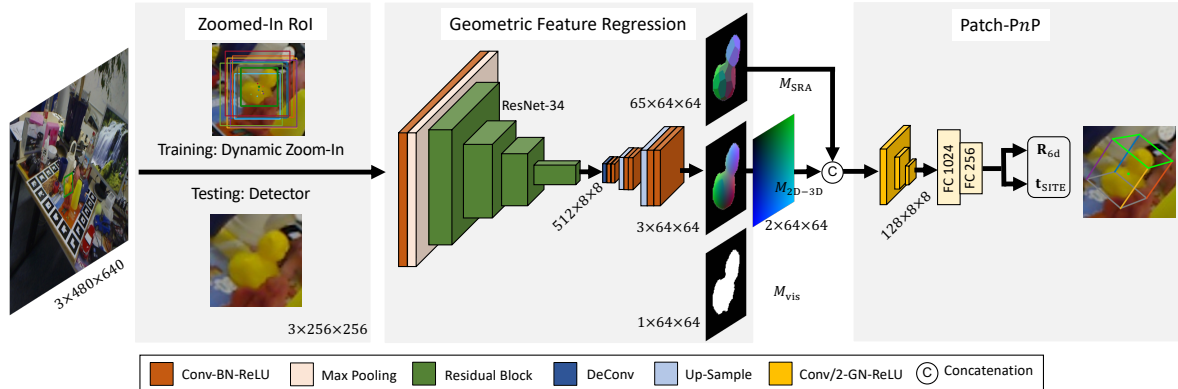 Zoomed-In RoI
Geometric Feature Regression
Patch-PnP
ResNet-34
65×64×64
M_SRA
Training: Dynamic Zoom-In
Testing: Detector
512×8×8
3×64×64
M_2D−3D
2×64×64
C
128×8×8
FC 1024
FC 256
R_6d
t_SITE
3×480×640
3×256×256
1×64×64
M_vis
Conv-BN-ReLU
Max Pooling
Residual Block
DeConv
Up-Sample
Conv/2-GN-ReLU
C
Concatenation